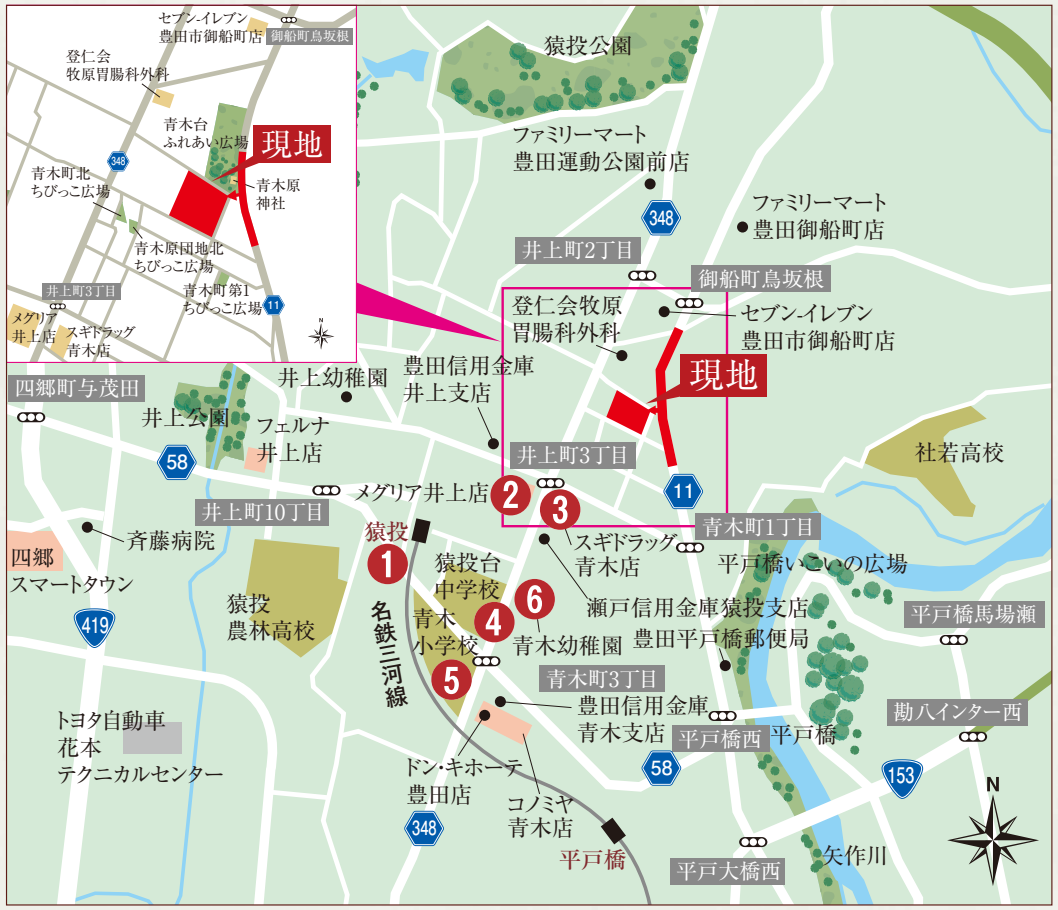 セブン-イレブン
豊田市御船町店
御船町鳥坂根
登仁会
牧原胃腸科外科
青木台
ふれあい広場
現地
348
青木町北
ちびっこ広場
青木原
神社
青木原団地北
ちびっこ広場
井上町3丁目
青木町第1
ちびっこ広場
11
メグリア
井上店
スギドラッグ
青木店
N
猿投公園
ファミリーマート
豊田運動公園前店
348
ファミリーマート
豊田御船町店
井上町2丁目
御船町鳥坂根
登仁会牧原
胃腸科外科
セブン-イレブン
豊田市御船町店
現地
四郷町与茂田
井上幼稚園
豊田信用金庫
井上支店
井上公園
フェルナ
井上店
58
井上町3丁目
社若高校
井上町10丁目
メグリア井上店
2
3
11
青木町1丁目
斉藤病院
猿投
1
スギドラッグ
青木店
平戸橋いこいの広場
四郷
スマートタウン
猿投台
中学校
4
6
瀬戸信用金庫猿投支店
平戸橋馬場瀬
419
猿投
農林高校
名鉄三河線
青木
小学校
5
青木幼稚園
豊田平戸橋郵便局
青木町3丁目
豊田信用金庫
青木支店
平戸橋西
平戸橋
勘八インター西
トヨタ自動車
花本
テクニカルセンター
ドン・キホーテ
豊田店
58
153
コノミヤ
青木店
348
平戸橋
平戸大橋西
矢作川
N